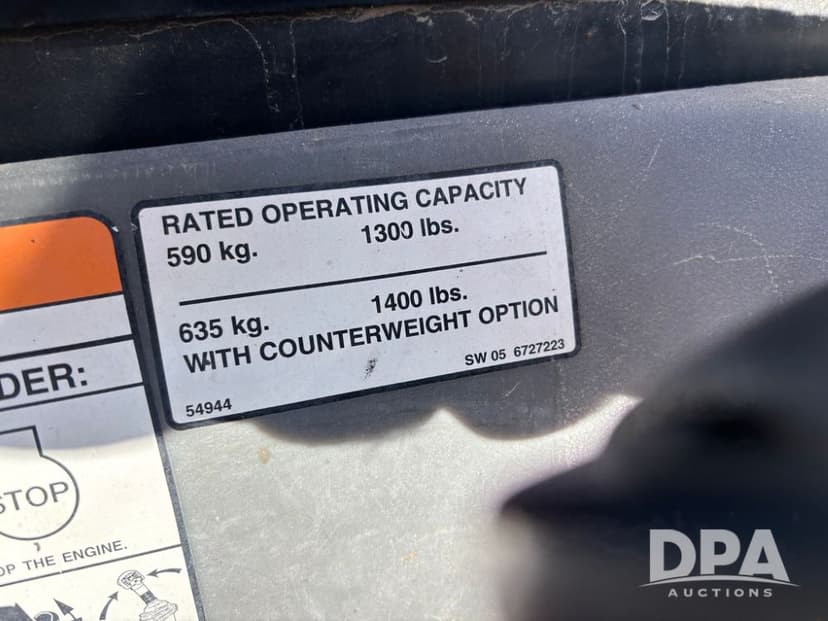 RATED OPERATING CAPACITY
590 kg. 1300 lbs.
635 kg. 1400 lbs.
WITH COUNTERWEIGHT OPTION
SW 05 6727223
54944
DER:
STOP
OP THE ENGINE.
DPA
AUCTIONS